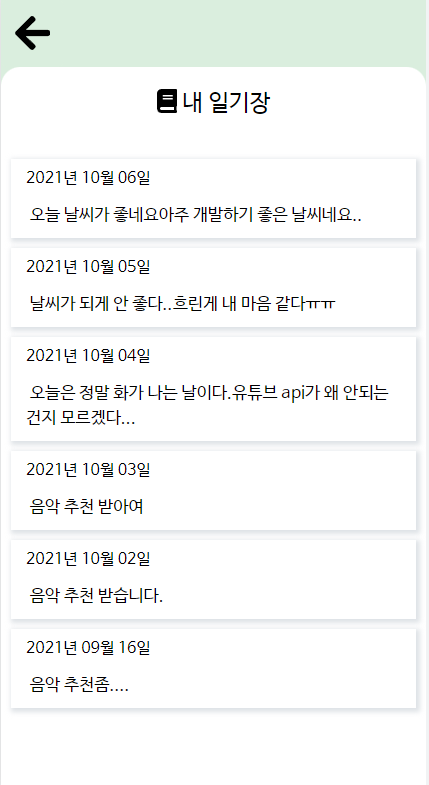 내 일기장
2021년 10월 06일
오늘 날씨가 좋네요아주 개발하기 좋은 날씨네요..
2021년 10월 05일
날씨가 되게 안 좋다..흐린게 내 마음 같다ㅠㅠ
2021년 10월 04일
오늘은 정말 화가 나는 날이다.유튜브 api가 왜 안되는
건지 모르겠다...
2021년 10월 03일
음악 추천 받아여
2021년 10월 02일
음악 추천 받습니다.
2021년 09월 16일
음악 추천좀....